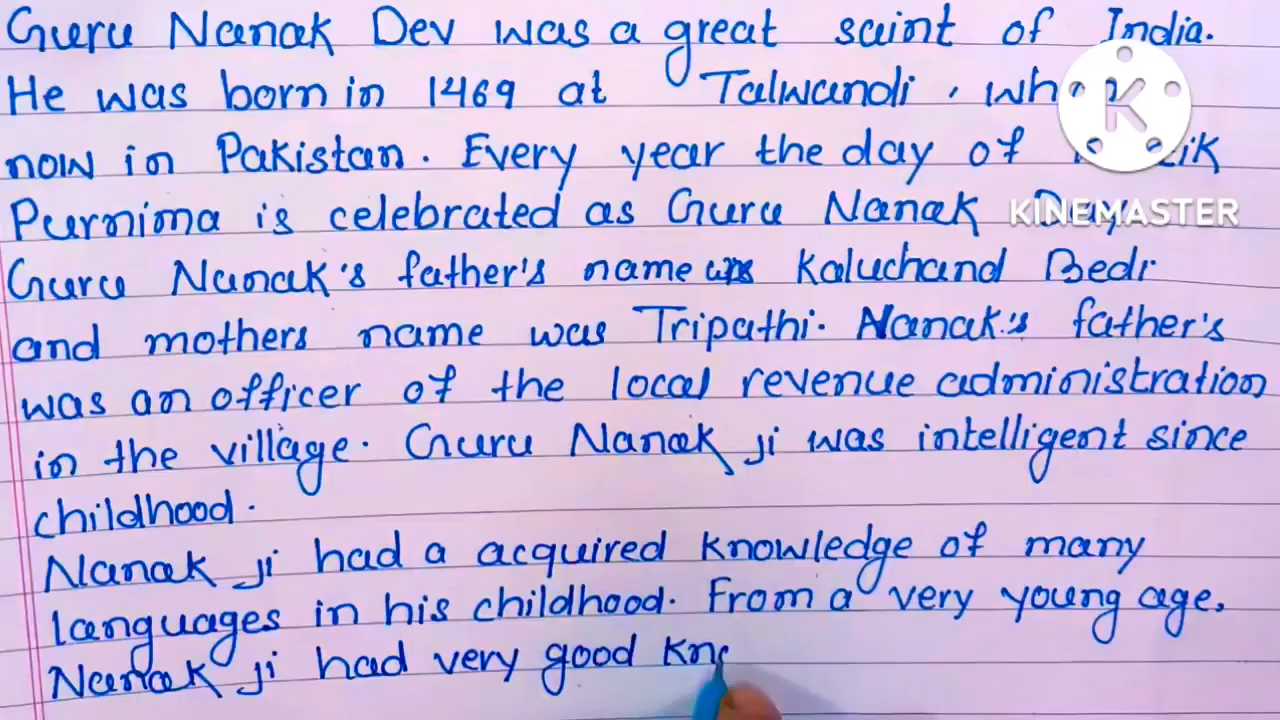 Guru Nanak Dev was a great saint of India.
He was born in 1469 at Talwandi,
now in Pakistan. Every year the day of
Purnima is celebrated as Guru Nanak Day
KINEMASTER
Guru Nanak's father's name was Kaluchand Bedi
and mothers name was Tripathi. Nanak's father's
was an officer of the local revenue administration
in the village. Guru Nanak ji was intelligent since
childhood.
Nanak ji had a acquired knowledge of many
languages in his childhood. From a very young age,
Nanak ji had very good kno